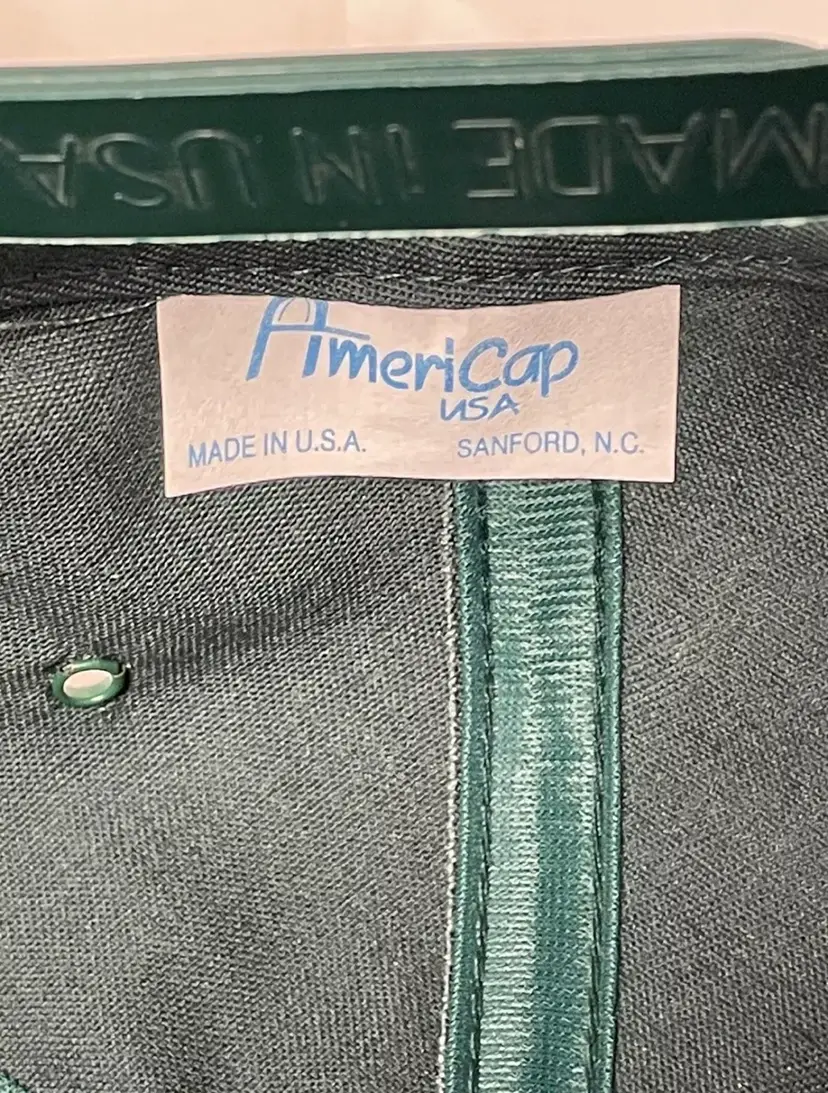 MADE IN USA
AmeriCap
USA
MADE IN U.S.A. SANFORD, N.C.